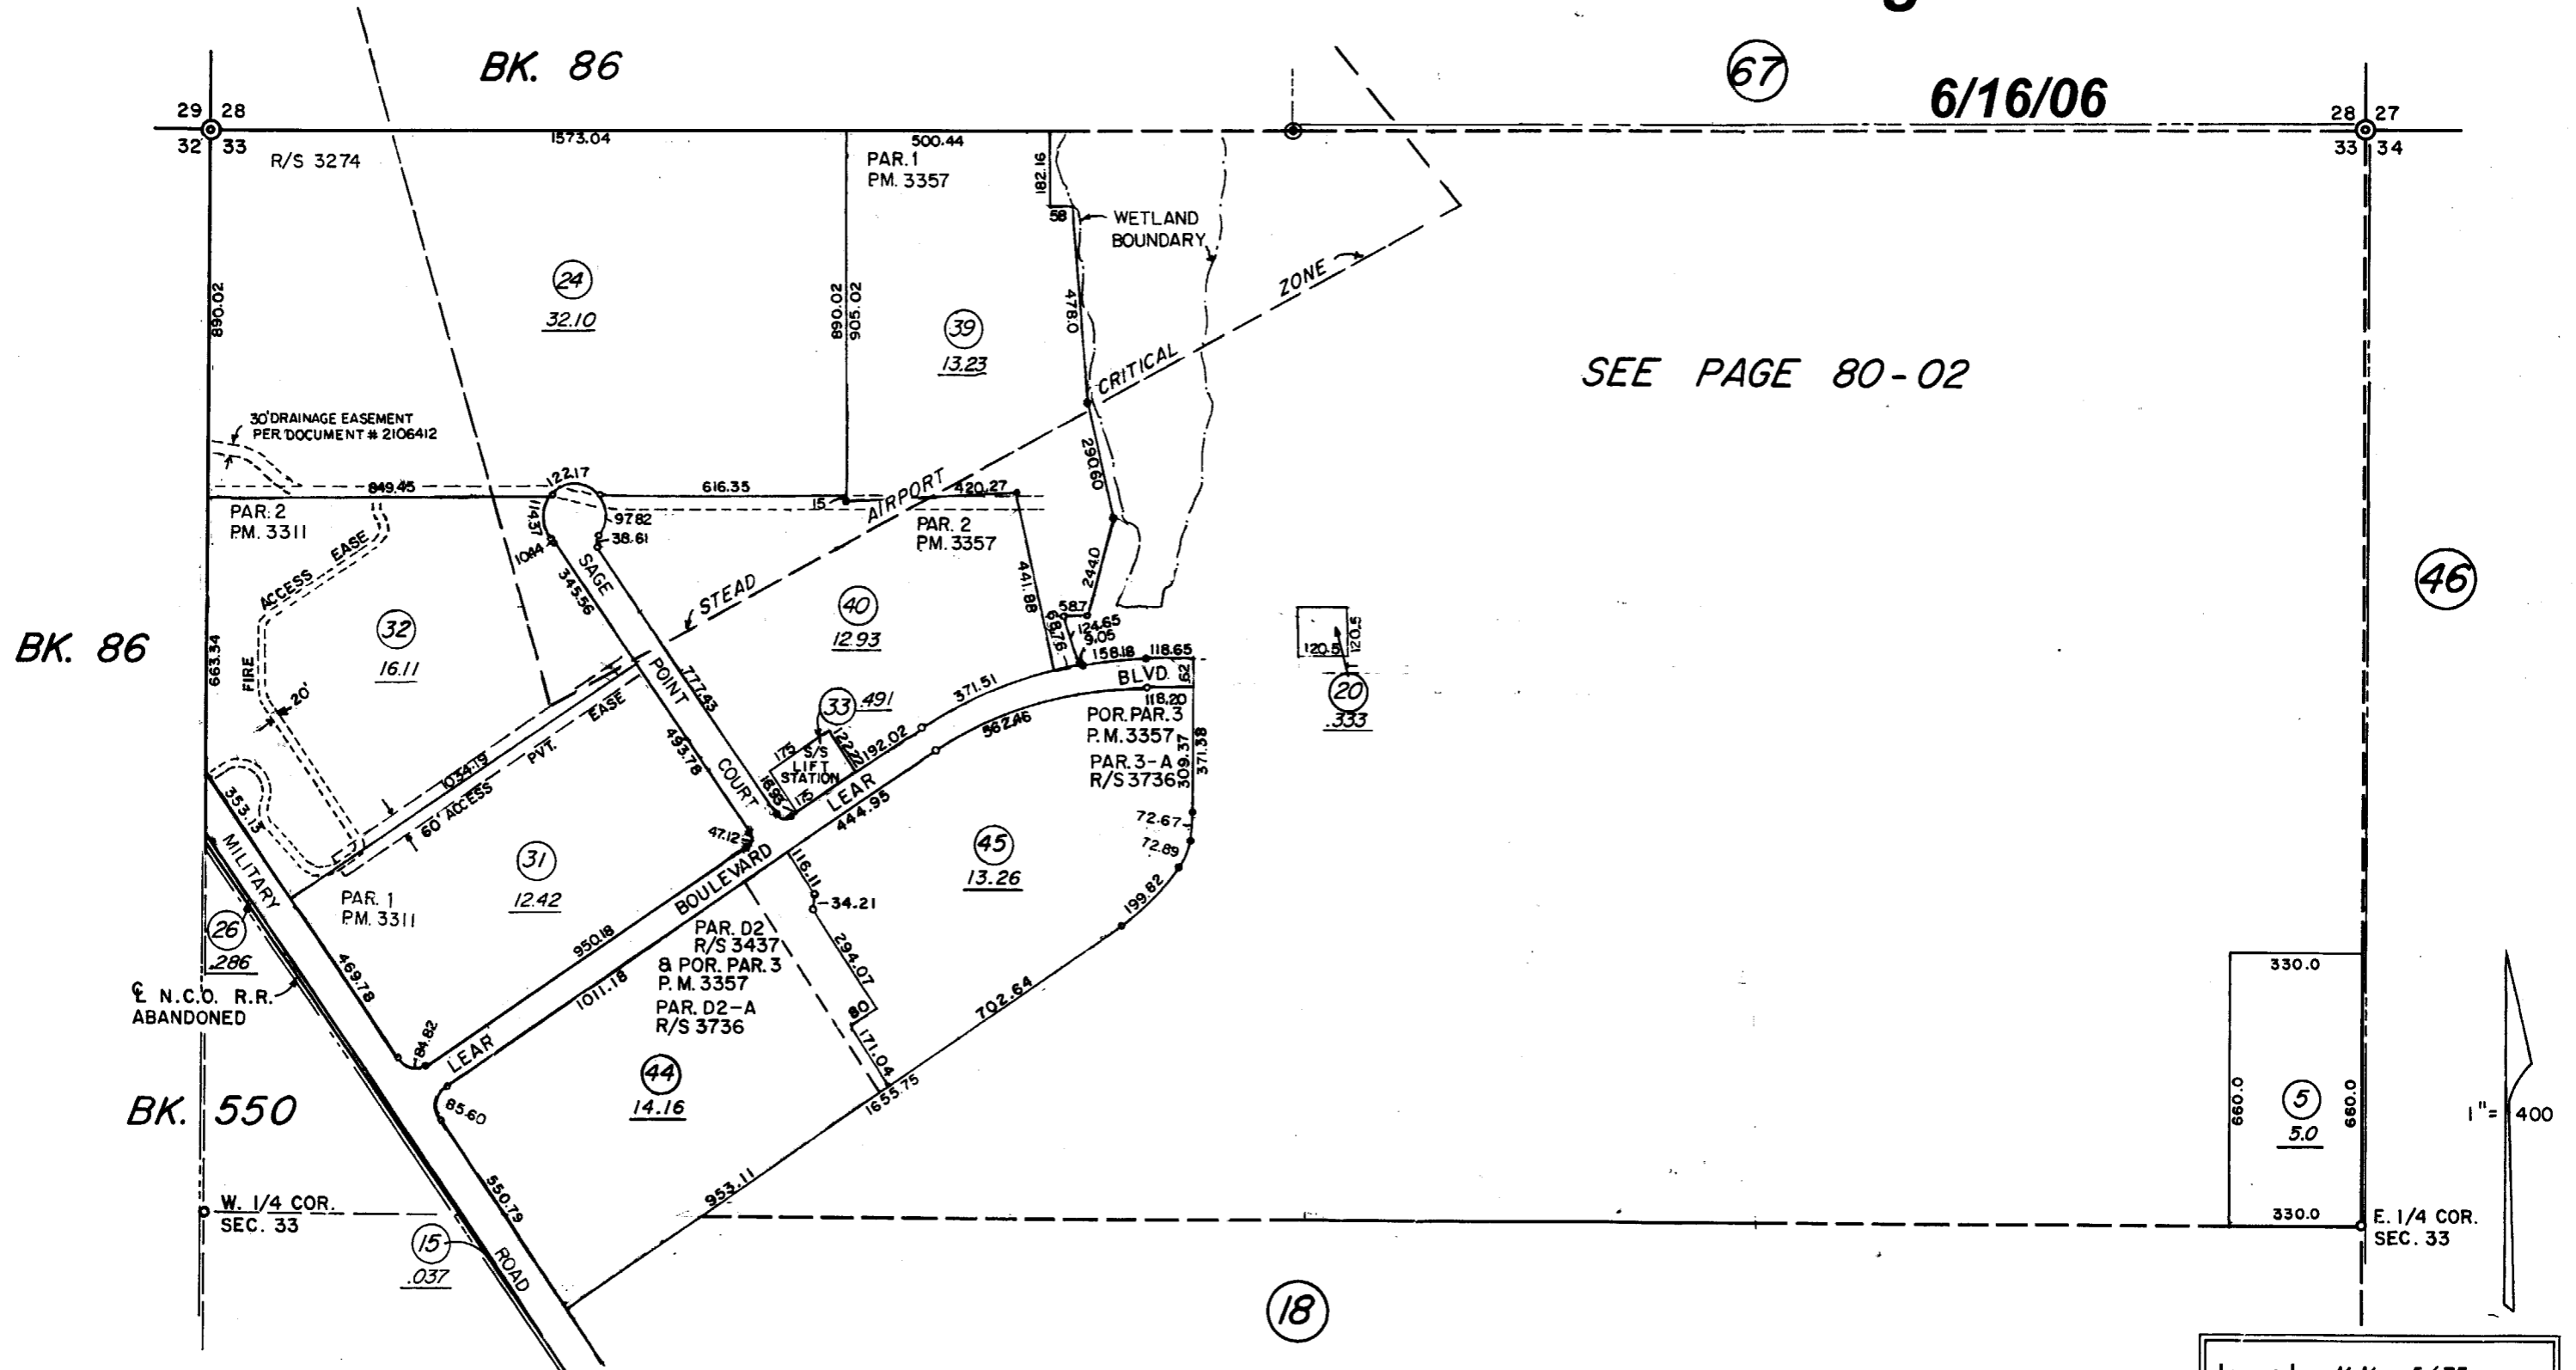 BK. 86
67
6/16/06
29 28
32 33
28 27
33 34
1573.04
500.44
R/S 3274
PAR. 1
PM. 3357
182.16
58
WETLAND
BOUNDARY
890.02
24
32.10
890.02
905.02
39
13.23
478.0
ZONE
CRITICAL
AIRPORT
STEAD
SEE PAGE 80-02
30' DRAINAGE EASEMENT
PER DOCUMENT # 2106412
849.45
122.17
616.35
15
420.27
290.60
PAR. 2
PM. 3311
114.37
97.82
38.61
10.44
PAR. 2
PM. 3357
ACCESS EASE
FIRE
20'
SAGE
POINT
COURT
345.56
777.43
493.78
441.88
244.0
58.7
124.65
9.05
68.76
40
12.93
46
BK. 86
32
16.11
663.34
158.18
118.65
BLVD.
62
118.20
120.5
120.5
20
.333
371.51
562.46
33
.491
175
122.2
S/S
LIFT
STATION
192.02
175
16.93
LEAR
444.95
POR. PAR. 3
P.M. 3357
PAR. 3-A
R/S 3736
309.37
371.38
1034.19
60' ACCESS
PVT.
EASE
353.13
MILITARY
47.12
BOULEVARD
116.11
34.21
45
13.26
72.67
72.89
199.82
31
12.42
PAR. 1
PM. 3311
26
.286
469.78
950.18
1011.18
PAR. D2
R/S 3437
& POR. PAR. 3
P.M. 3357
PAR. D2-A
R/S 3736
294.07
80
171.04
702.64
1655.75
℄ N.C.O. R.R.
ABANDONED
84.82
LEAR
44
14.16
85.60
330.0
660.0
660.0
5
5.0
1"= 400
BK. 550
550.79
953.11
W. 1/4 COR.
SEC. 33
330.0
E. 1/4 COR.
SEC. 33
15
.037
ROAD
18